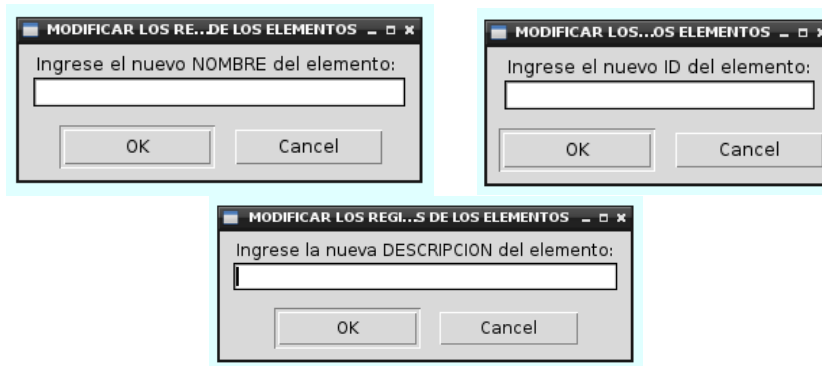 MODIFICAR LOS RE...DE LOS ELEMENTOS
Ingrese el nuevo NOMBRE del elemento:
OK Cancel
MODIFICAR LOS...OS ELEMENTOS
Ingrese el nuevo ID del elemento:
OK Cancel
MODIFICAR LOS REGI...S DE LOS ELEMENTOS
Ingrese la nueva DESCRIPCION del elemento:
OK Cancel